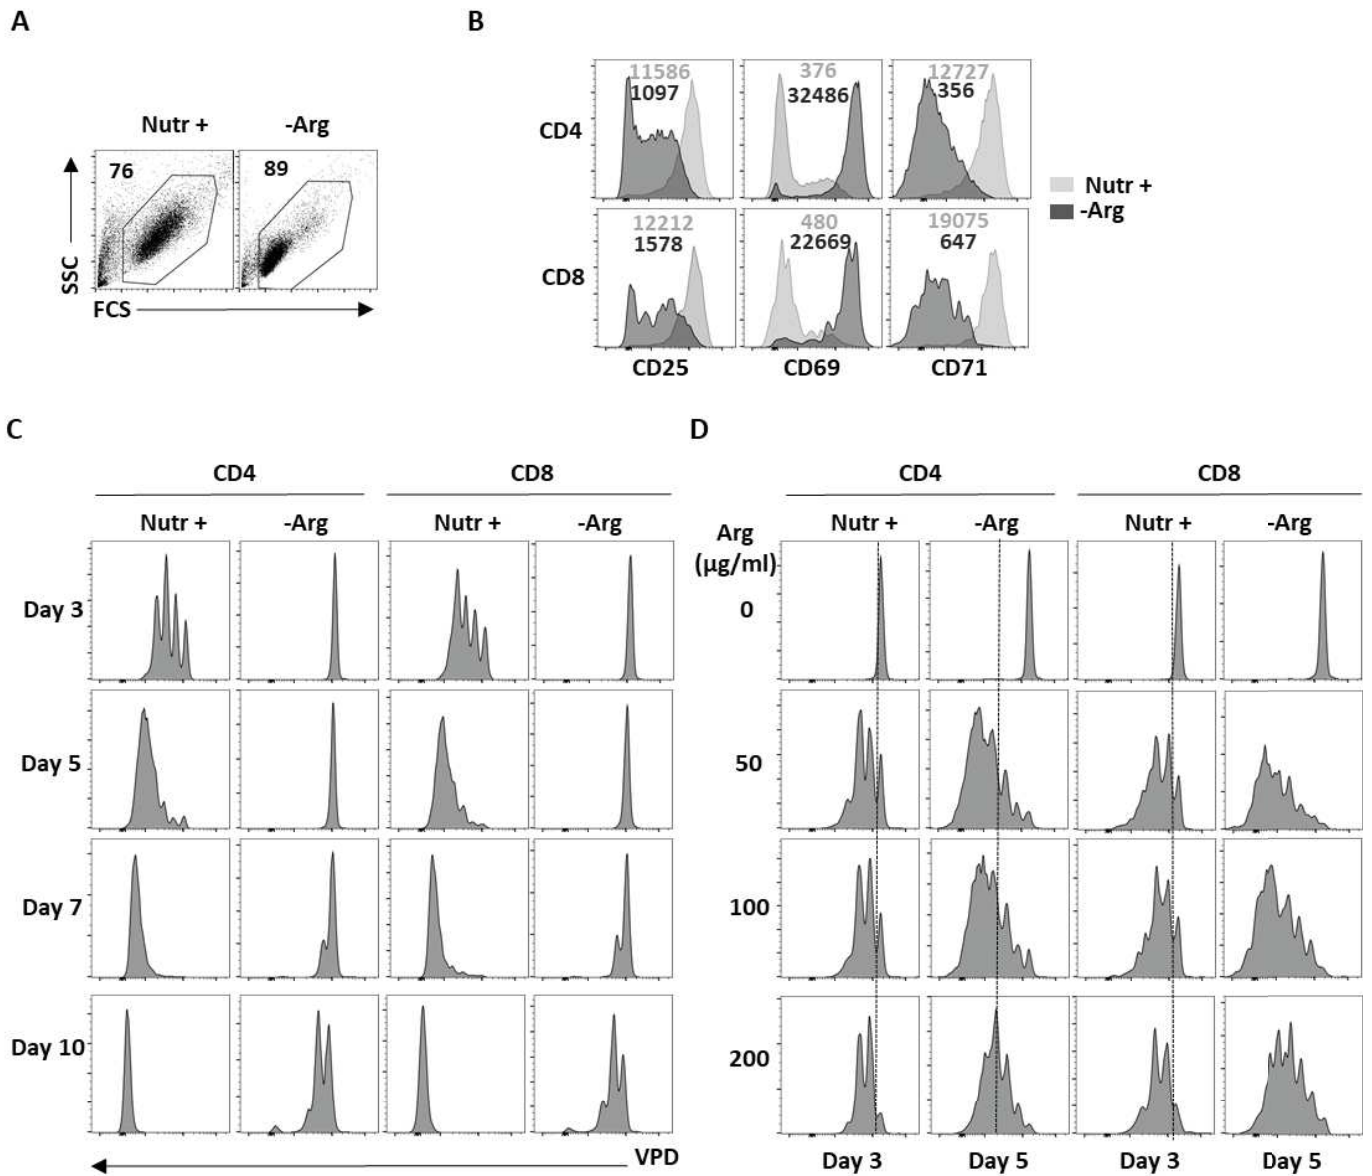 A
Nutr +
-Arg
76
89
SSC
FCS
B
11586
1097
376
32486
12727
356
CD4
12212
1578
480
22669
19075
647
CD8
CD25
CD69
CD71
Nutr +
-Arg
C
CD4
CD8
Nutr +
-Arg
Nutr +
-Arg
Day 3
Day 5
Day 7
Day 10
VPD
D
CD4
CD8
Nutr +
-Arg
Nutr +
-Arg
Arg
(µg/ml)
0
50
100
200
Day 3
Day 5
Day 3
Day 5